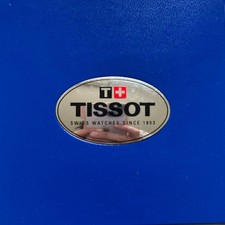 T+
TISSOT
SWISS WATCHES SINCE 1853